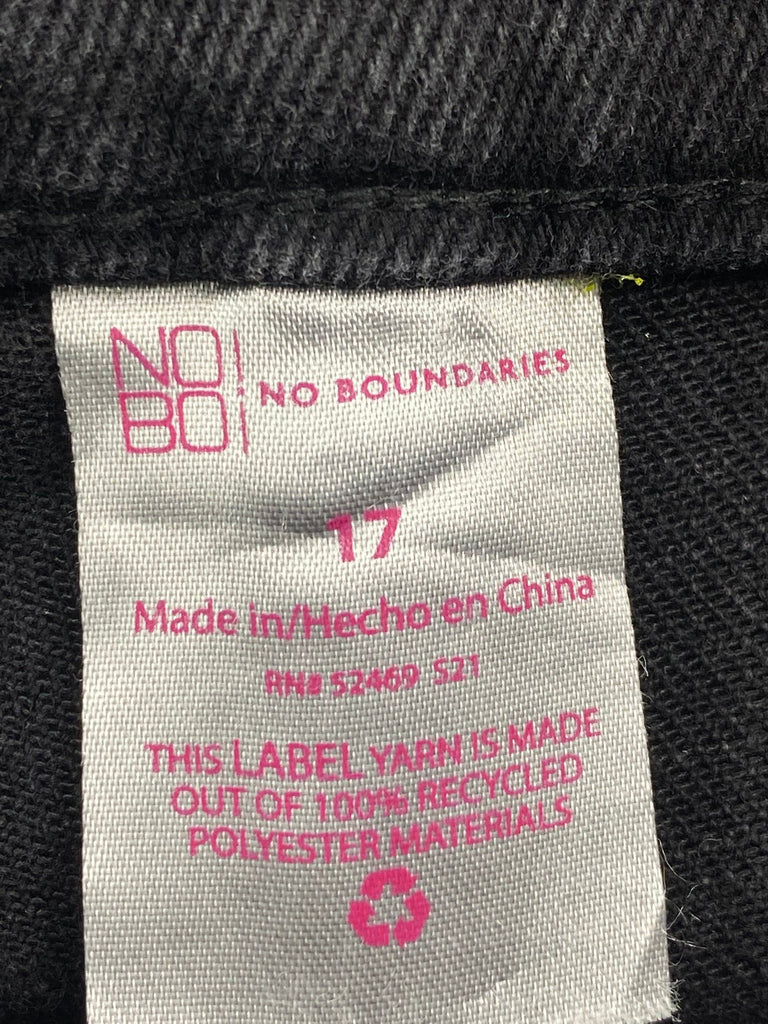 NO
BO
NO BOUNDARIES
17
Made in/Hecho en China
RN# 52469 S21
THIS LABEL YARN IS MADE
OUT OF 100% RECYCLED
POLYESTER MATERIALS